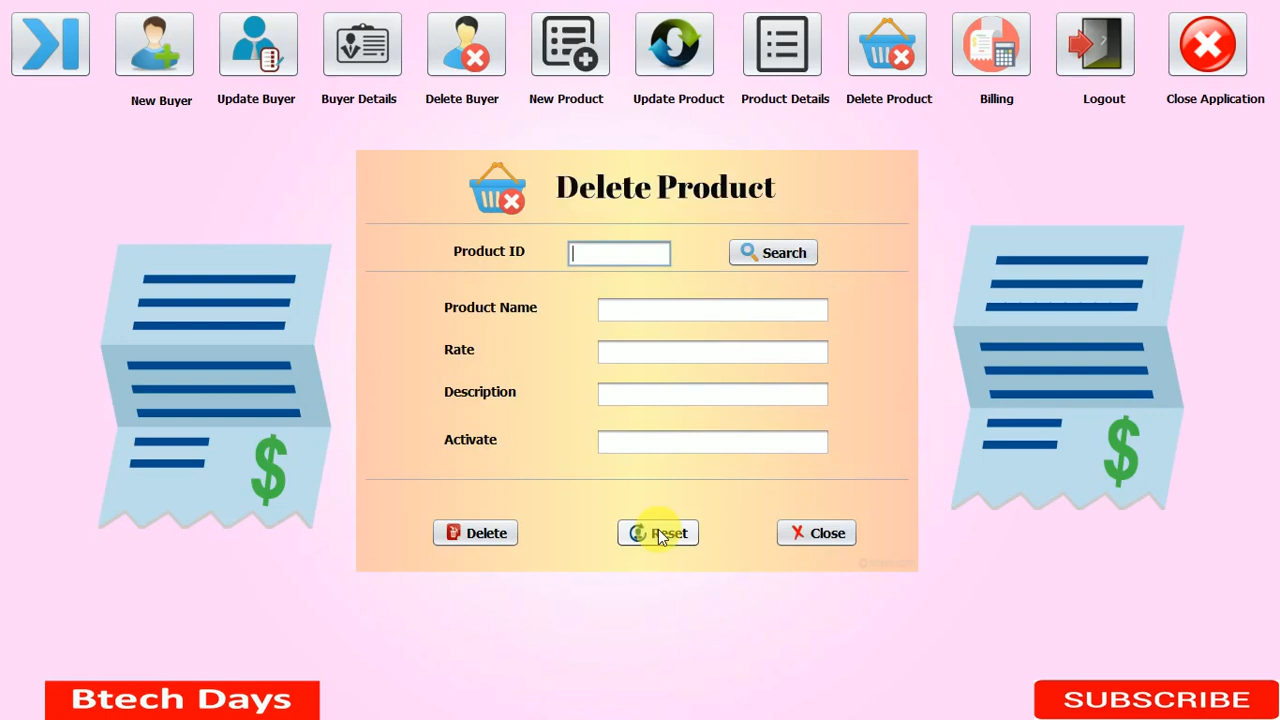 New Buyer
Update Buyer
Buyer Details
Delete Buyer
New Product
Update Product
Product Details
Delete Product
Billing
Logout
Close Application
Delete Product
Product ID
Search
Product Name
Rate
Description
Activate
Delete
Reset
Close
Btech Days
SUBSCRIBE